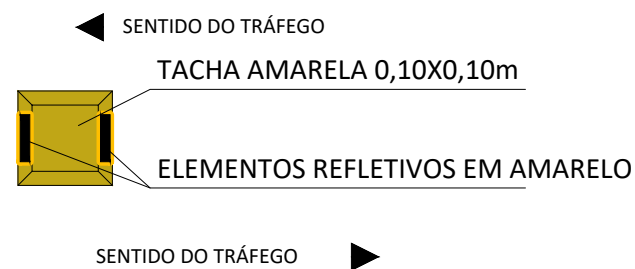 SENTIDO DO TRÁFEGO
TACHA AMARELA 0,10X0,10m
ELEMENTOS REFLETIVOS EM AMARELO
SENTIDO DO TRÁFEGO